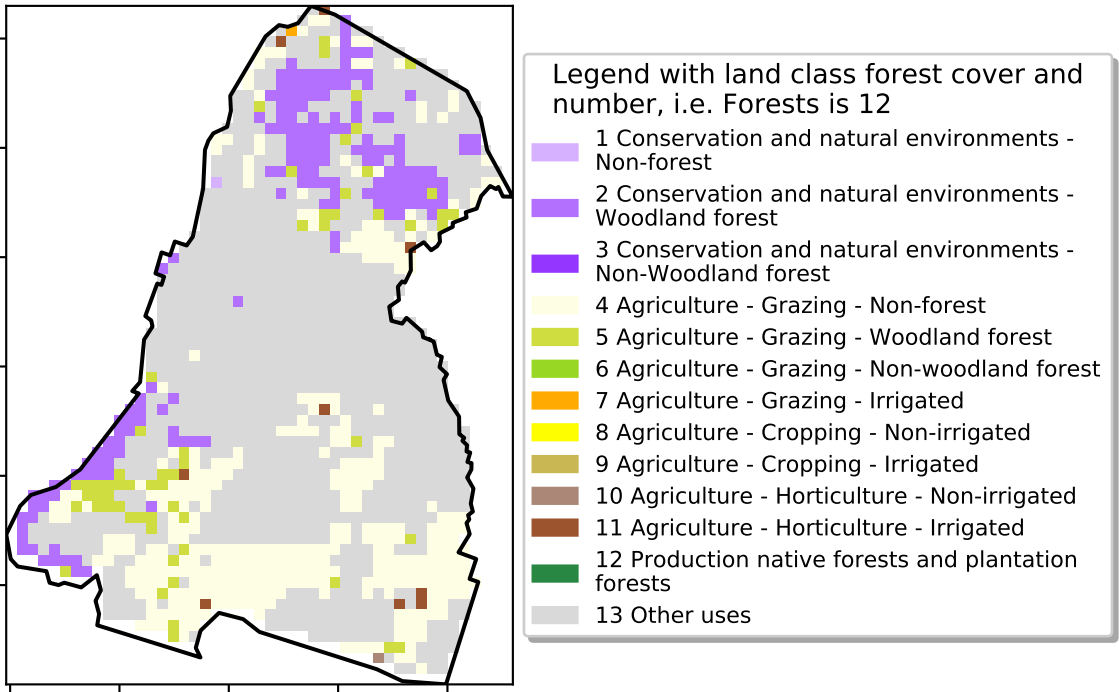 Legend with land class forest cover and
number, i.e. Forests is 12
1 Conservation and natural environments -
Non-forest
2 Conservation and natural environments -
Woodland forest
3 Conservation and natural environments -
Non-Woodland forest
4 Agriculture - Grazing - Non-forest
5 Agriculture - Grazing - Woodland forest
6 Agriculture - Grazing - Non-woodland forest
7 Agriculture - Grazing - Irrigated
8 Agriculture - Cropping - Non-irrigated
9 Agriculture - Cropping - Irrigated
10 Agriculture - Horticulture - Non-irrigated
11 Agriculture - Horticulture - Irrigated
12 Production native forests and plantation
forests
13 Other uses